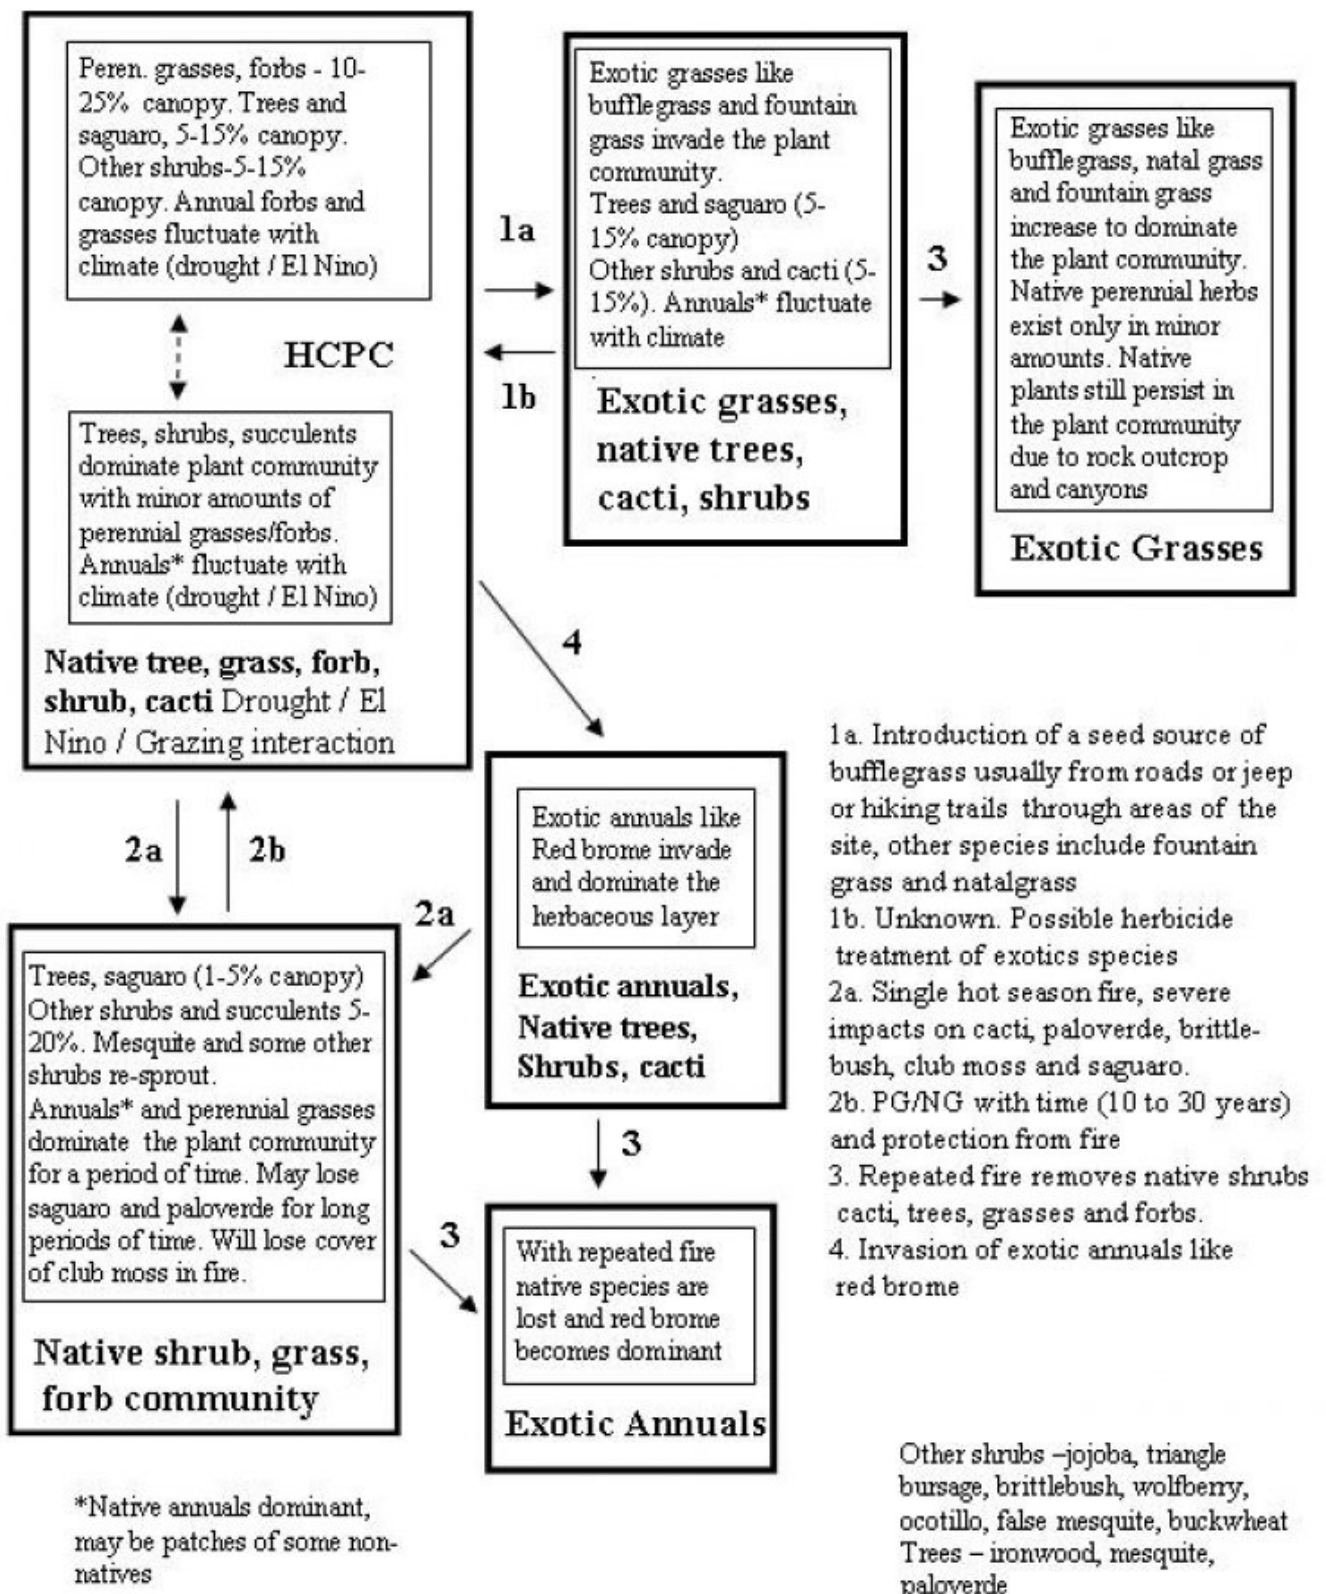 Peren. grasses, forbs - 10-
25% canopy. Trees and
saguaro, 5-15% canopy.
Other shrubs-5-15%
canopy. Annual forbs and
grasses fluctuate with
climate (drought / El Nino)
HCPC
Trees, shrubs, succulents
dominate plant community
with minor amounts of
perennial grasses/forbs.
Annuals* fluctuate with
climate (drought / El Nino)
Native tree, grass, forb,
shrub, cacti Drought / El
Nino / Grazing interaction
1a
1b
Exotic grasses like
bufflegrass and fountain
grass invade the plant
community.
Trees and saguaro (5-
15% canopy)
Other shrubs and cacti (5-
15%). Annuals* fluctuate
with climate
Exotic grasses,
native trees,
cacti, shrubs
3
Exotic grasses like
bufflegrass, natal grass
and fountain grass
increase to dominate
the plant community.
Native perennial herbs
exist only in minor
amounts. Native
plants still persist in
the plant community
due to rock outcrop
and canyons
Exotic Grasses
4
2a
2b
Exotic annuals like
Red brome invade
and dominate the
herbaceous layer
Exotic annuals,
Native trees,
Shrubs, cacti
2a
Trees, saguaro (1-5% canopy)
Other shrubs and succulents 5-
20%. Mesquite and some other
shrubs re-sprout.
Annuals* and perennial grasses
dominate the plant community
for a period of time. May lose
saguaro and paloverde for long
periods of time. Will lose cover
of club moss in fire.
Native shrub, grass,
forb community
3
3
With repeated fire
native species are
lost and red brome
becomes dominant
Exotic Annuals
1a. Introduction of a seed source of
bufflegrass usually from roads or jeep
or hiking trails through areas of the
site, other species include fountain
grass and natalgrass
1b. Unknown. Possible herbicide
treatment of exotics species
2a. Single hot season fire, severe
impacts on cacti, paloverde, brittle-
bush, club moss and saguaro.
2b. PG/NG with time (10 to 30 years)
and protection from fire
3. Repeated fire removes native shrubs
cacti, trees, grasses and forbs.
4. Invasion of exotic annuals like
red brome
*Native annuals dominant,
may be patches of some non-
natives
Other shrubs –jojoba, triangle
bursage, brittlebush, wolfberry,
ocotillo, false mesquite, buckwheat
Trees – ironwood, mesquite,
paloverde